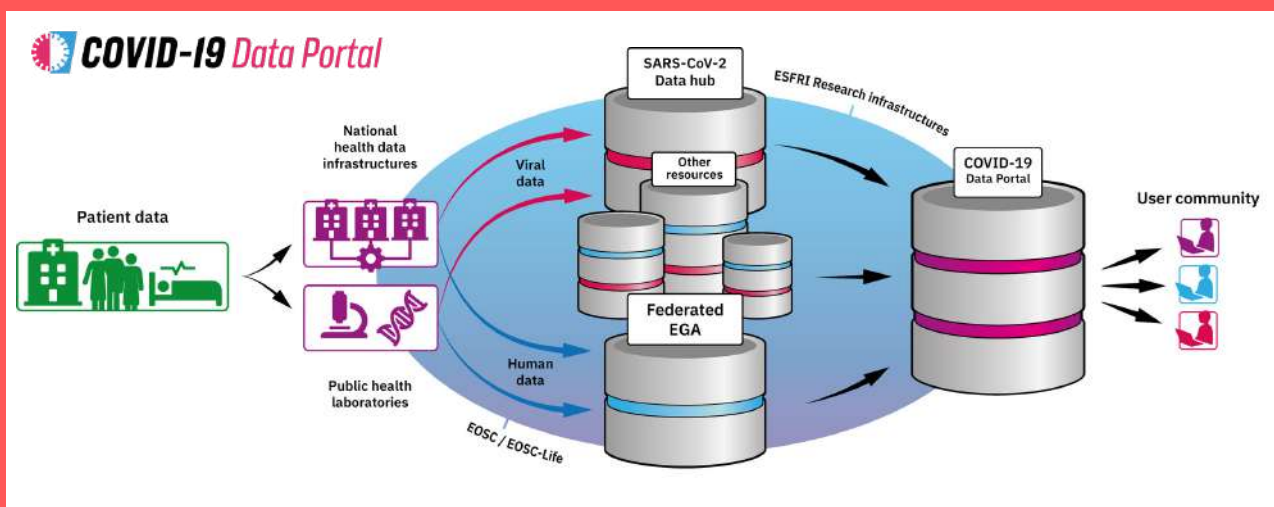 COVID-19 Data Portal
SARS-CoV-2
Data hub
ESFRI Research infrastructures
National
health data
infrastructures
Viral
data
Other
resources
COVID-19
Data Portal
Patient data
User community
Federated
EGA
Human
data
Public health
laboratories
EOSC / EOSC-Life